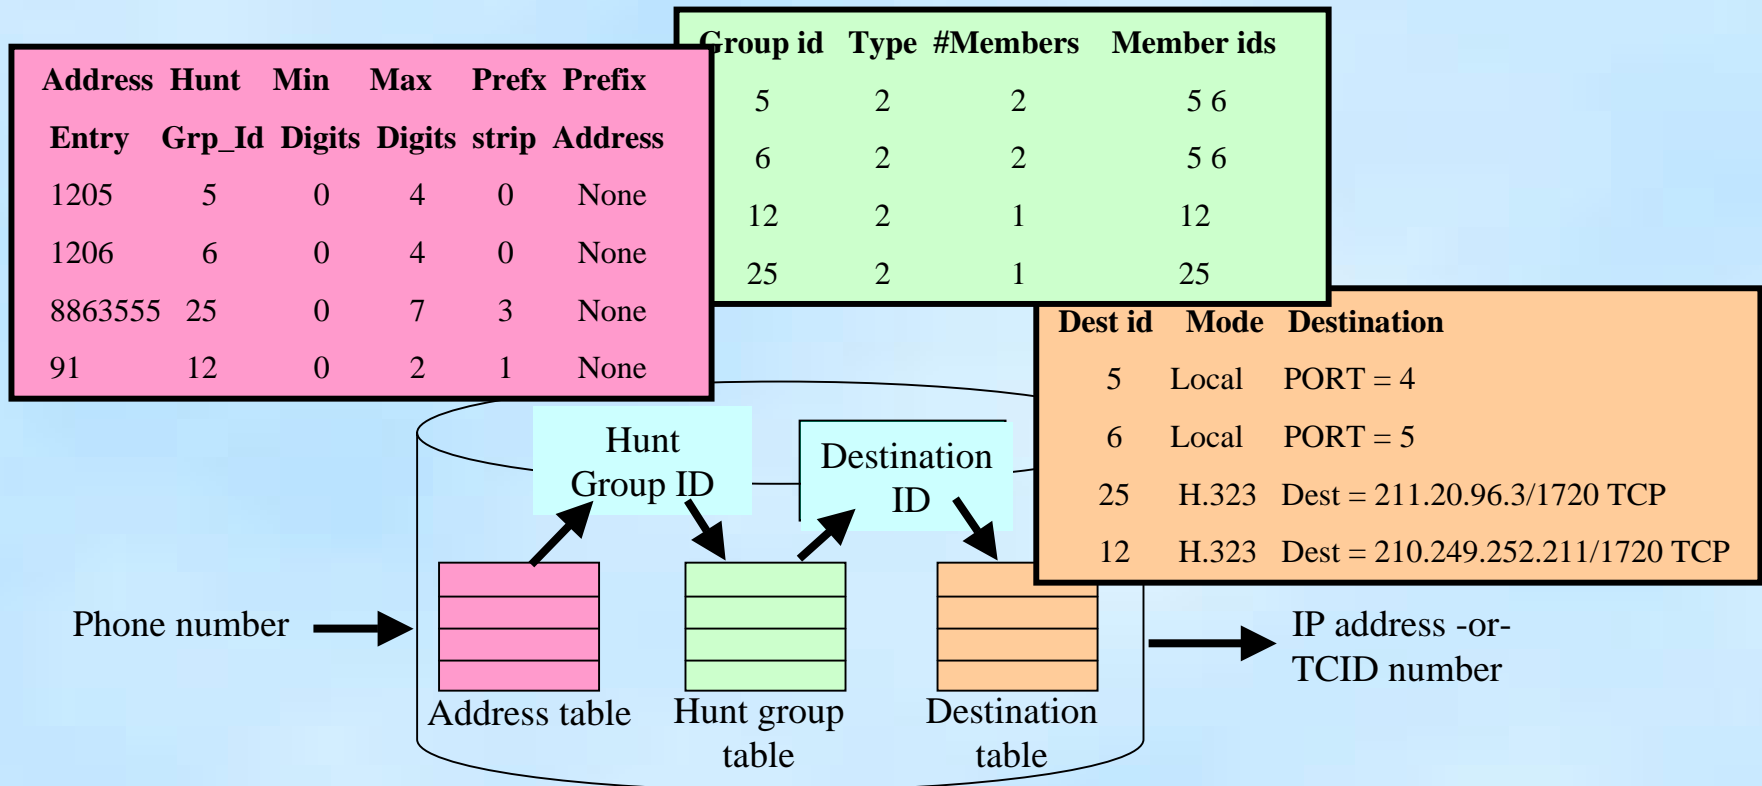 Address Hunt Min Max Prefx Prefix
Entry Grp_Id Digits Digits strip Address
1205 5 0 4 0 None
1206 6 0 4 0 None
8863555 25 0 7 3 None
91 12 0 2 1 None
Group id Type #Members Member ids
5 2 2 5 6
6 2 2 5 6
12 2 1 12
25 2 1 25
Dest id Mode Destination
5 Local PORT = 4
6 Local PORT = 5
25 H.323 Dest = 211.20.96.3/1720 TCP
12 H.323 Dest = 210.249.252.211/1720 TCP
Hunt
Group ID
Destination
ID
Phone number
IP address -or-
TCID number
Address table
Hunt group
table
Destination
table